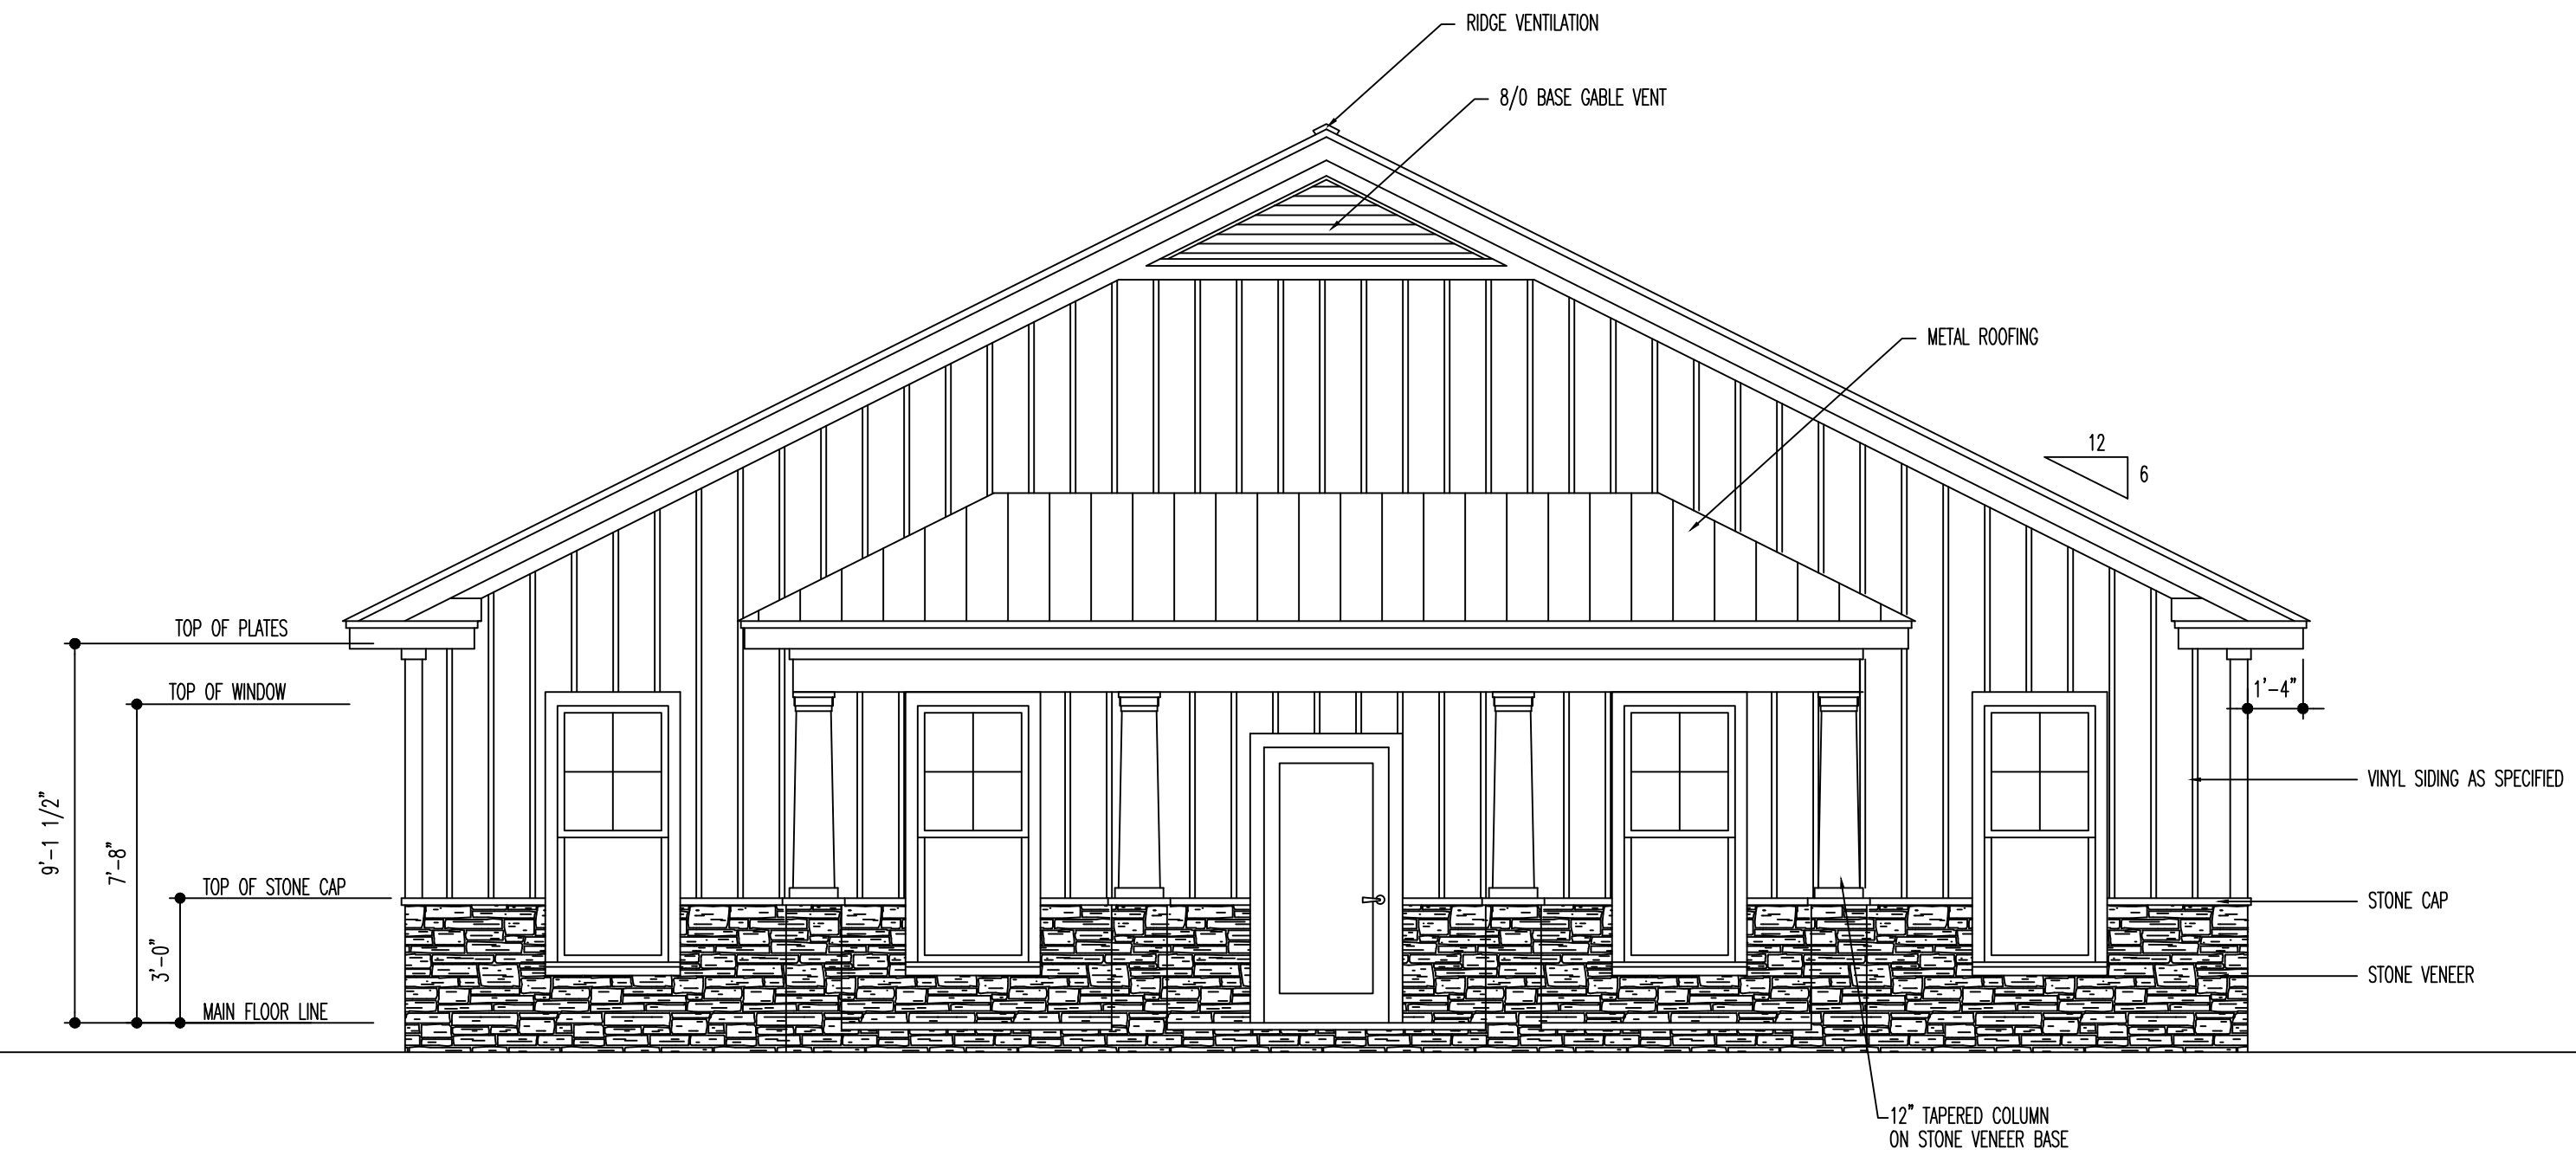 RIDGE VENTILATION
8/0 BASE GABLE VENT
METAL ROOFING
12
6
TOP OF PLATES
TOP OF WINDOW
1'-4"
VINYL SIDING AS SPECIFIED
9'-1 1/2"
7'-8"
TOP OF STONE CAP
STONE CAP
3'-0"
STONE VENEER
MAIN FLOOR LINE
12" TAPERED COLUMN
ON STONE VENEER BASE